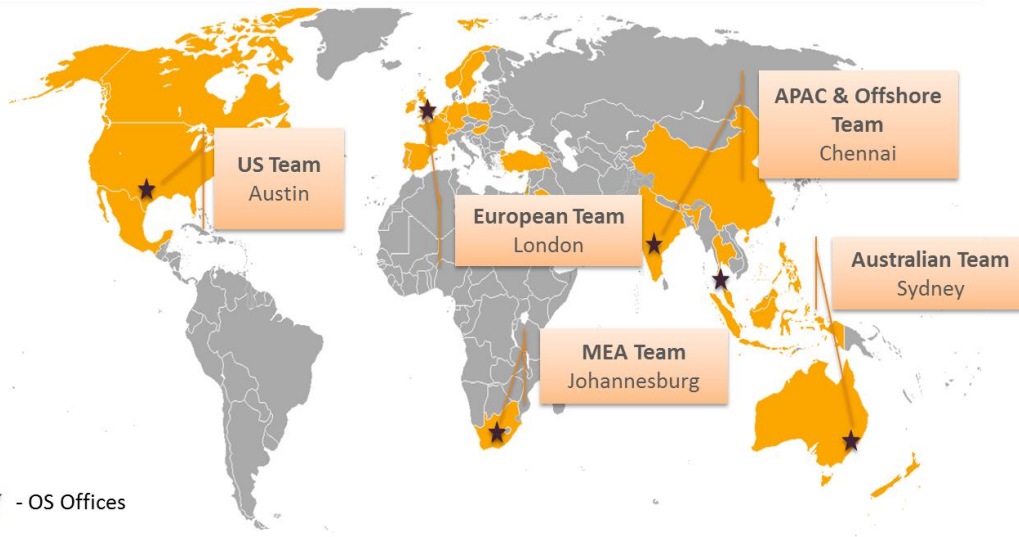 APAC & Offshore
Team
Chennai
US Team
Austin
European Team
London
Australian Team
Sydney
MEA Team
Johannesburg
- OS Offices